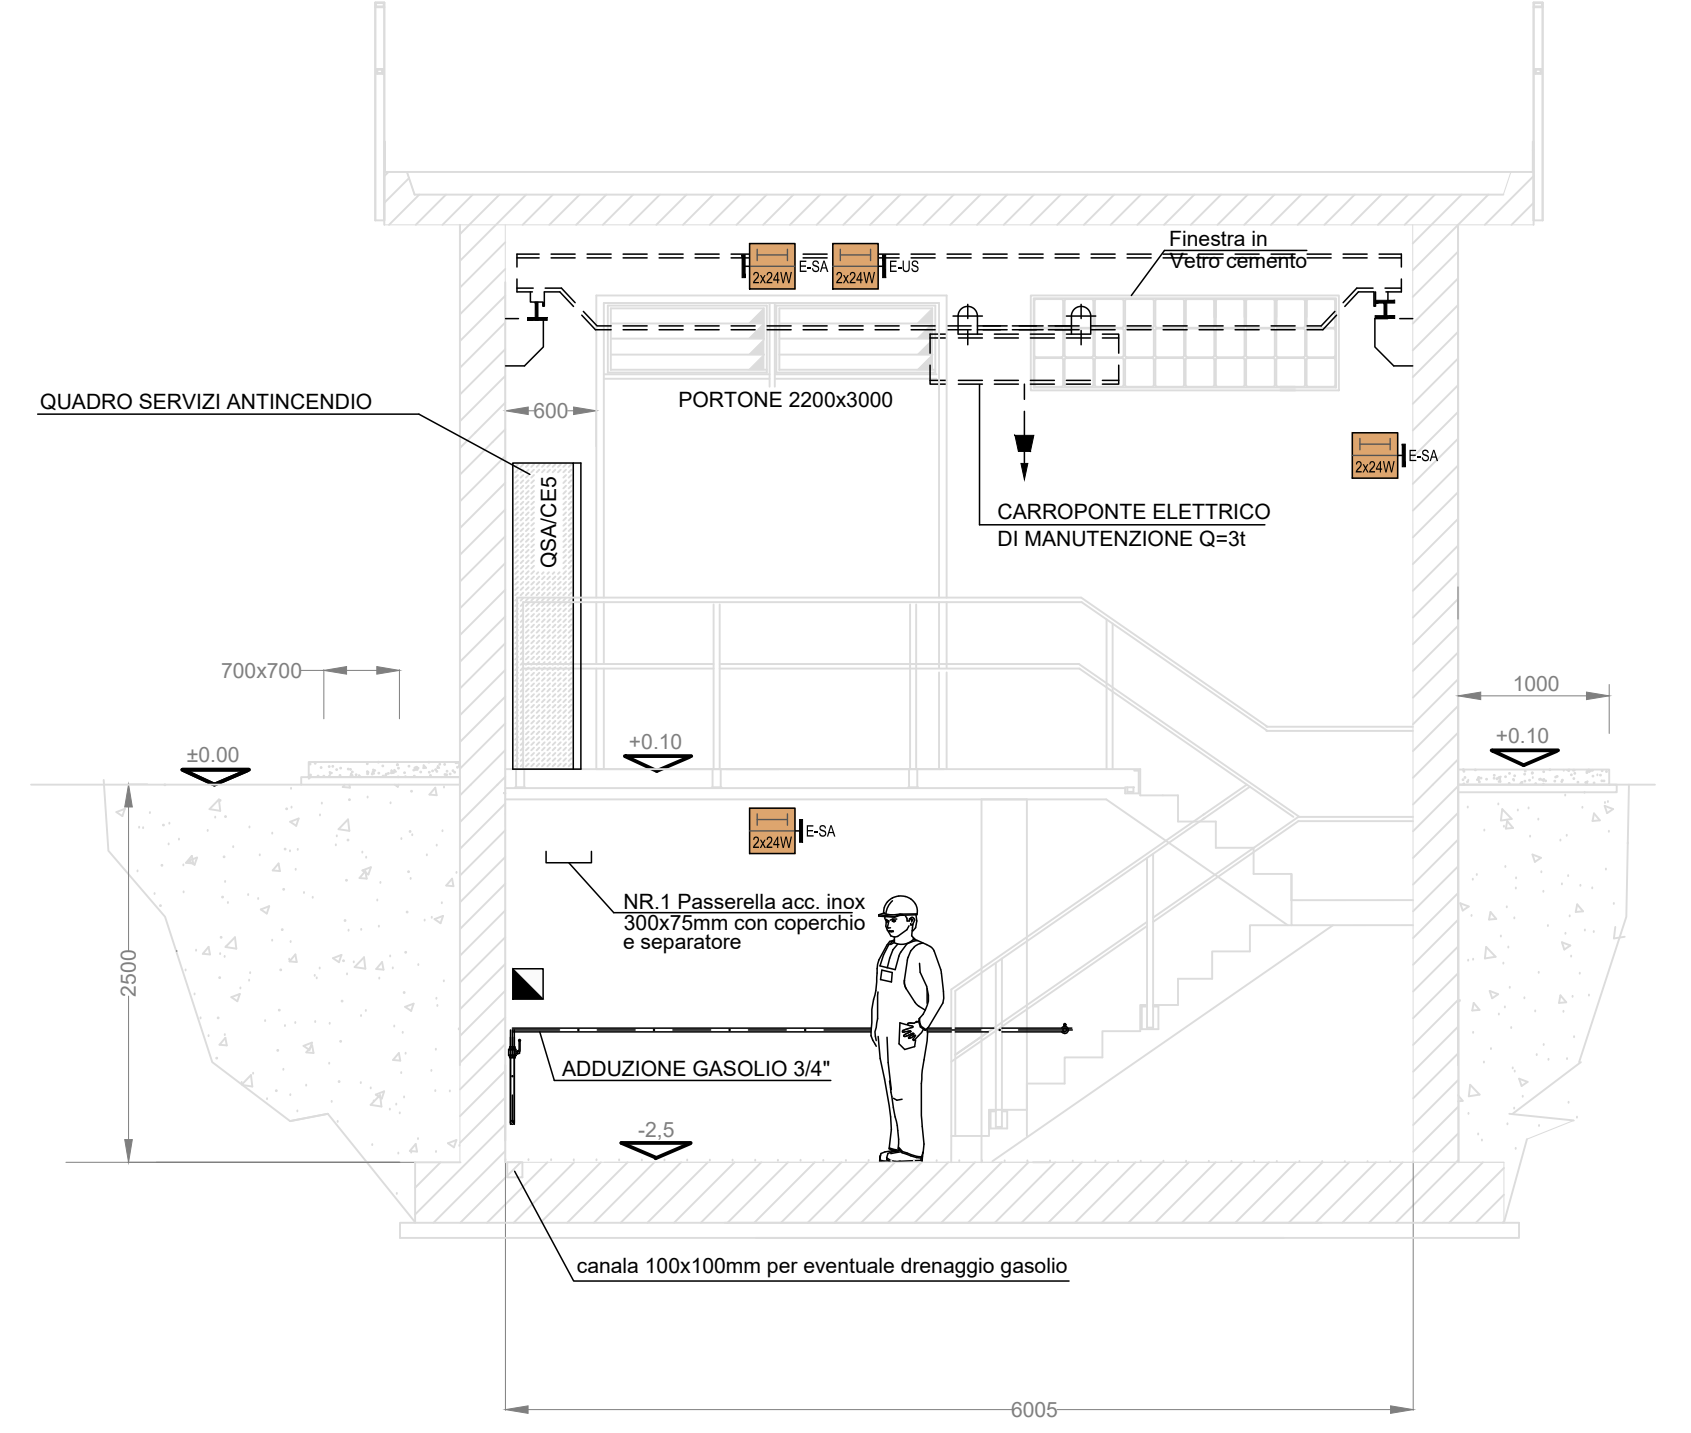 Finestra in
Vetro cemento
E-SA
E-US
2x24W
2x24W
QUADRO SERVIZI ANTINCENDIO
600
PORTONE 2200x3000
2x24W
E-SA
QSA/CE5
CARROPONTE ELETTRICO
DI MANUTENZIONE Q=3t
700x700
1000
±0.00
+0.10
+0.10
2x24W
E-SA
NR.1 Passerella acc. inox
300x75mm con coperchio
e separatore
2500
ADDUZIONE GASOLIO 3/4"
-2,5
canala 100x100mm per eventuale drenaggio gasolio
6005